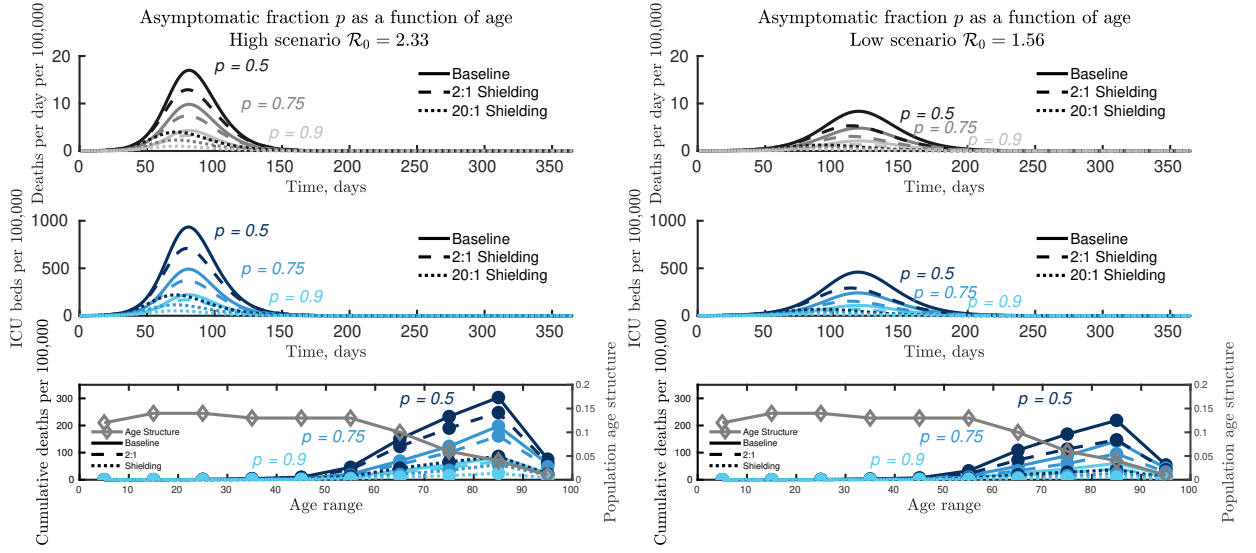 Asymptomatic fraction p as a function of age
High scenario R₀ = 2.33
Deaths per day per 100,000
20
10
0
p = 0.5
p = 0.75
p = 0.9
Baseline
2:1 Shielding
20:1 Shielding
0 50 100 150 200 250 300 350
Time, days
ICU beds per 100,000
1000
500
0
p = 0.5
p = 0.75
p = 0.9
Baseline
2:1 Shielding
20:1 Shielding
0 50 100 150 200 250 300 350
Time, days
Cumulative deaths per 100,000
300
200
100
0
p = 0.5
p = 0.75
p = 0.9
Age Structure
Baseline
2:1
Shielding
0.2
0.15
0.1
0.05
0
Population age structure
0 10 20 30 40 50 60 70 80 90 100
Age range
Asymptomatic fraction p as a function of age
Low scenario R₀ = 1.56
Deaths per day per 100,000
20
10
0
p = 0.5
p = 0.75
p = 0.9
Baseline
2:1 Shielding
20:1 Shielding
0 50 100 150 200 250 300 350
Time, days
ICU beds per 100,000
1000
500
0
p = 0.5
p = 0.75
p = 0.9
Baseline
2:1 Shielding
20:1 Shielding
0 50 100 150 200 250 300 350
Time, days
Cumulative deaths per 100,000
300
200
100
0
p = 0.5
p = 0.75
p = 0.9
Age Structure
Baseline
2:1
Shielding
0.2
0.15
0.1
0.05
0
Population age structure
0 10 20 30 40 50 60 70 80 90 100
Age range